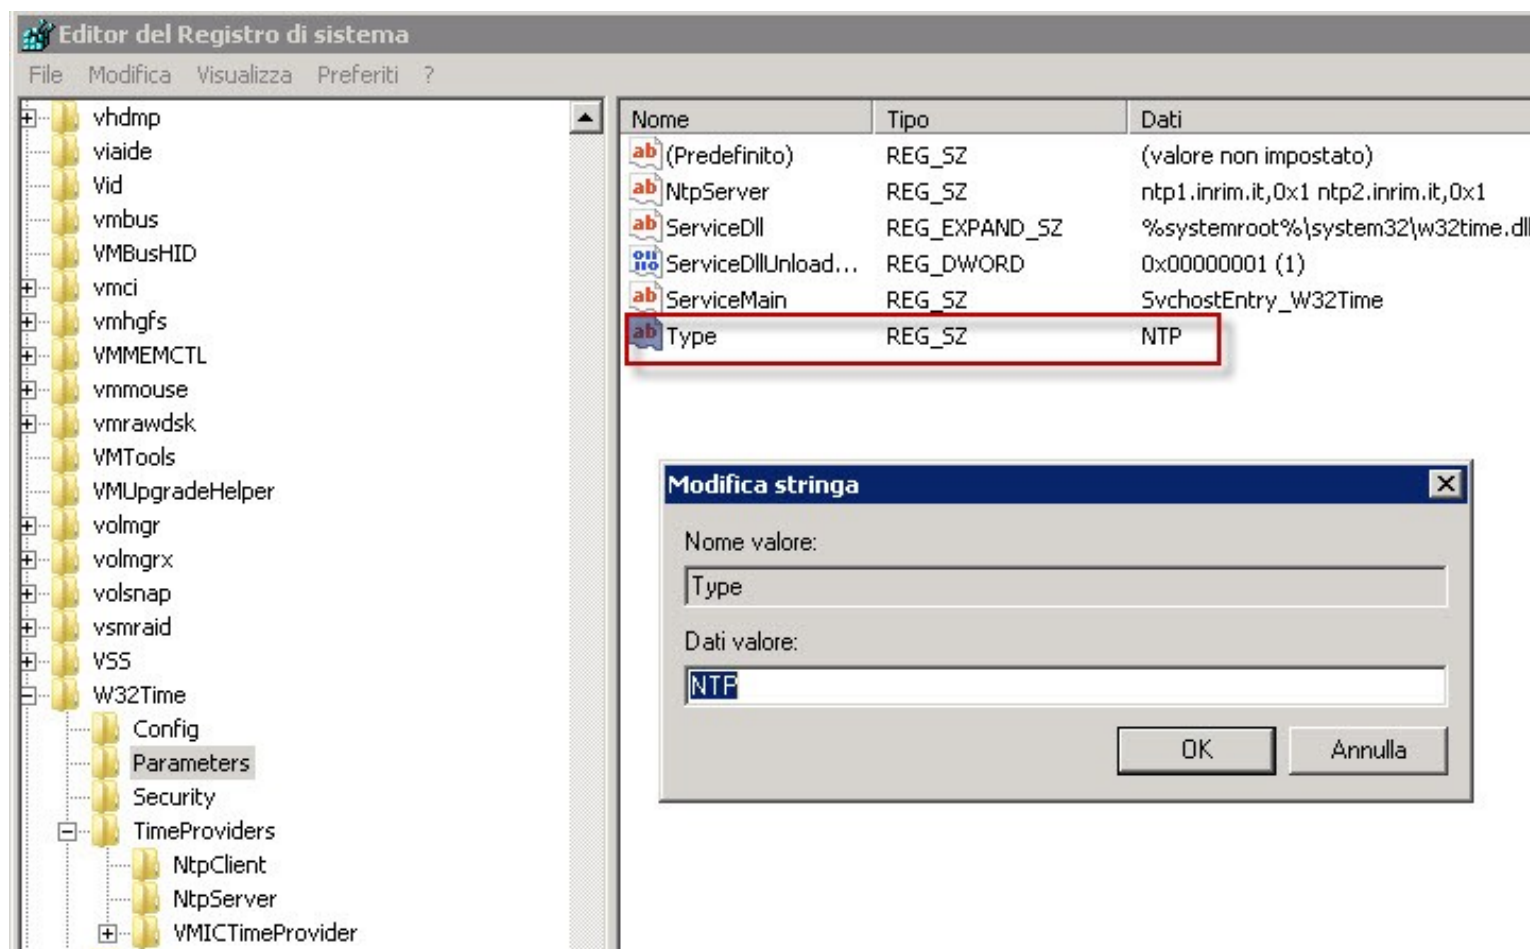 Editor del Registro di sistema
File Modifica Visualizza Preferiti ?
vhdmp
viaide
Vid
vmbus
VMBusHID
vmci
vmhgfs
VMMEMCTL
vmmouse
vmrawdsk
VMTools
VMUpgradeHelper
volmgr
volmgrx
volsnap
vsmraid
VSS
W32Time
Config
Parameters
Security
TimeProviders
NtpClient
NtpServer
VMICTimeProvider
Nome Tipo Dati
(Predefinito) REG_SZ (valore non impostato)
NtpServer REG_SZ ntp1.inrim.it,0x1 ntp2.inrim.it,0x1
ServiceDll REG_EXPAND_SZ %systemroot%\system32\w32time.dll
ServiceDllUnload... REG_DWORD 0x00000001 (1)
ServiceMain REG_SZ SvchostEntry_W32Time
Type REG_SZ NTP
Modifica stringa
Nome valore:
Type
Dati valore:
NTP
OK Annulla